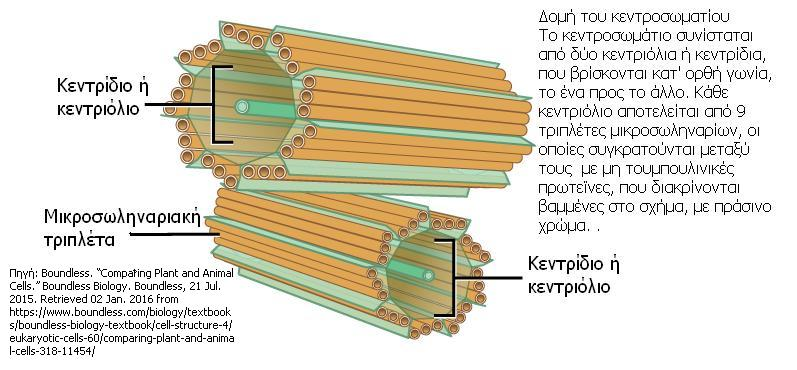 Δομή του κεντροσωματίου
Το κεντροσωμάτιο συνίσταται
από δύο κεντριόλια ή κεντρίδια,
που βρίσκονται κατ' ορθή γωνία,
το ένα προς το άλλο. Κάθε
κεντριόλιο αποτελείται από 9
τριπλέτες μικροσωληναρίων, οι
οποίες συγκρατούνται μεταξύ
τους με μη τουμπουλινικές
πρωτεΐνες, που διακρίνονται
βαμμένες στο σχήμα, με πράσινο
χρώμα. .
Κεντρίδιο ή
κεντριόλιο
Μικροσωληναριακή
τριπλέτα
Κεντρίδιο ή
κεντριόλιο
Πηγή: Boundless. “Comparing Plant and Animal
Cells.” Boundless Biology. Boundless, 21 Jul.
2015. Retrieved 02 Jan. 2016 from
https://www.boundless.com/biology/textbook
s/boundless-biology-textbook/cell-structure-4/
eukaryotic-cells-60/comparing-plant-and-anima
l-cells-318-11454/